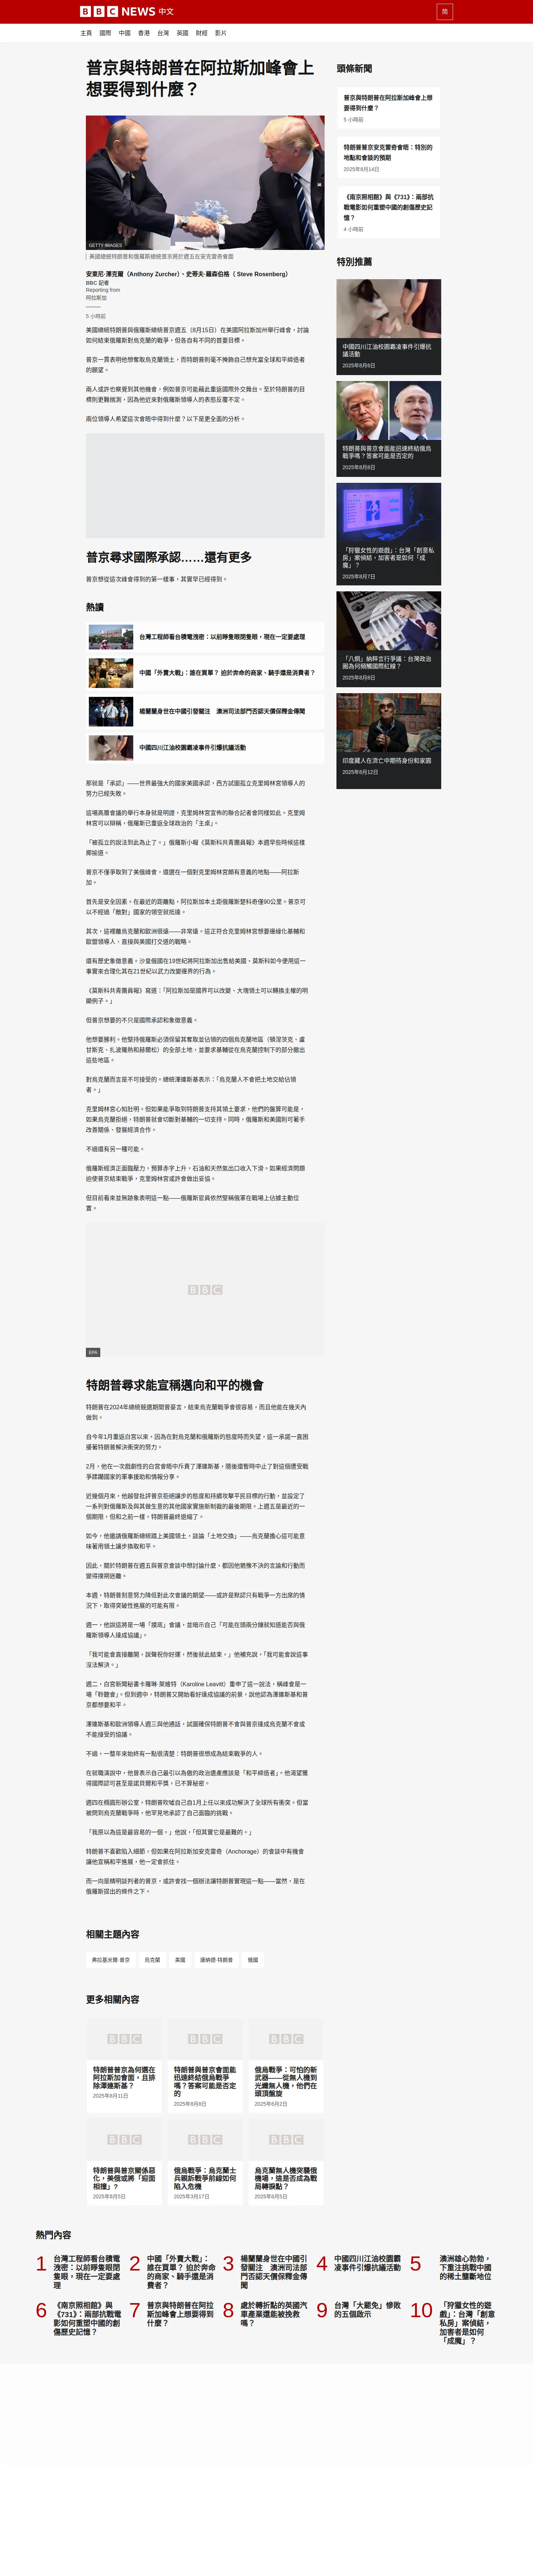 BBC NEWS 中文
简
主頁 國際 中國 香港 台灣 英國 財經 影片
普京與特朗普在阿拉斯加峰會上
想要得到什麼？
GETTY IMAGES
美國總統特朗普和俄羅斯總統普京將於週五在安克雷奇會面
安東尼·澤克爾（Anthony Zurcher）、史蒂夫·羅森伯格（ Steve Rosenberg）
BBC 記者
Reporting from
阿拉斯加
5 小時前
美國總統特朗普與俄羅斯總統普京週五（8月15日）在美國阿拉斯加州舉行峰會，討論
如何結束俄羅斯對烏克蘭的戰爭，但各自有不同的首要目標。
普京一貫表明他想奪取烏克蘭領土，而特朗普則毫不掩飾自己想充當全球和平締造者
的願望。
兩人或許也察覺到其他機會，例如普京可能藉此重返國際外交舞台。至於特朗普的目
標則更難揣測，因為他近來對俄羅斯領導人的表態反覆不定。
兩位領導人希望這次會晤中得到什麼？以下是更全面的分析。
普京尋求國際承認……還有更多
普京想從這次峰會得到的第一樣事，其實早已經得到。
熱讀
台灣工程師看台積電洩密：以前睜隻眼閉隻眼，現在一定要處理
中國「外賣大戰」：誰在買單？ 迫於奔命的商家、騎手還是消費者？
楊蘭蘭身世在中國引發關注　澳洲司法部門否認天價保釋金傳聞
中國四川江油校園霸凌事件引爆抗議活動
那就是「承認」——世界最強大的國家美國承認，西方試圖孤立克里姆林宮領導人的
努力已經失敗。
這場高層會議的舉行本身就是明證，克里姆林宮宣佈的聯合記者會同樣如此。克里姆
林宮可以辯稱，俄羅斯已重返全球政治的「主桌」。
「被孤立的說法到此為止了。」俄羅斯小報《莫斯科共青團員報》本週早些時候這樣
揶揄道。
普京不僅爭取到了美俄峰會，還選在一個對克里姆林宮頗有意義的地點——阿拉斯
加，
首先是安全因素。在最近的距離點，阿拉斯加本土距俄羅斯楚科奇僅90公里。普京可
以不經過「敵對」國家的領空就抵達。
其次，這裡離烏克蘭和歐洲很遠——非常遠。這正符合克里姆林宮想要邊緣化基輔和
歐盟領導人、直接與美國打交道的戰略。
還有歷史象徵意義。沙皇俄國在19世紀將阿拉斯加出售給美國，莫斯科如今便用這一
事實來合理化其在21世紀以武力改變邊界的行為。
《莫斯科共青團員報》寫道：「阿拉斯加是國界可以改變、大塊領土可以轉換主權的明
顯例子。」
但普京想要的不只是國際承認和象徵意義。
他想要勝利。他堅持俄羅斯必須保留其奪取並佔領的四個烏克蘭地區（頓涅茨克、盧
甘斯克、扎波羅熱和赫爾松）的全部土地，並要求基輔從在烏克蘭控制下的部分撤出
這些地區。
對烏克蘭而言是不可接受的。總統澤連斯基表示：「烏克蘭人不會把土地交給佔領
者。」
克里姆林宮心知肚明。但如果能爭取到特朗普支持其領土要求，他們的盤算可能是，
如果烏克蘭拒絕，特朗普就會切斷對基輔的一切支持。同時，俄羅斯和美國則可著手
改善關係、發展經濟合作。
不過還有另一種可能。
俄羅斯經濟正面臨壓力，預算赤字上升，石油和天然氣出口收入下滑。如果經濟問題
迫使普京結束戰爭，克里姆林宮或許會做出妥協。
但目前看來並無跡象表明這一點——俄羅斯官員依然堅稱俄軍在戰場上佔據主動位
置。
BBC
EPA
特朗普尋求能宣稱邁向和平的機會
特朗普在2024年總統競選期間曾豪言，結束烏克蘭戰爭會很容易，而且他能在幾天內
做到。
自今年1月重返白宮以來，因為在對烏克蘭和俄羅斯的態度時而失望，這一承諾一直困
擾著特朗普解決衝突的努力。
2月，他在一次戲劇性的白宮會晤中斥責了澤連斯基，隨後還暫時中止了對這個遭受戰
爭蹂躪國家的軍事援助和情報分享。
近幾個月來，他越發批評普京拒絕讓步的態度和持續攻擊平民目標的行動，並設定了
一系列對俄羅斯及與其做生意的其他國家實施新制裁的最後期限。上週五是最近的一
個期限，但和之前一樣，特朗普最終退縮了。
如今，他邀請俄羅斯總統踏上美國領土，談論「土地交換」——烏克蘭擔心這可能意
味著用領土讓步換取和平。
因此，關於特朗普在週五與普京會談中想討論什麼，都因他猶豫不決的言論和行動而
變得撲朔迷離。
本週，特朗普刻意努力降低對此次會議的期望——或許是默認只有戰爭一方出席的情
況下，取得突破性進展的可能有限。
週一，他說這將是一場「摸底」會議，並暗示自己「可能在頭兩分鐘就知道能否與俄
羅斯領導人達成協議」。
「我可能會直接離開，說聲祝你好運，然後就此結束。」他補充說，「我可能會說這事
沒法解決。」
週二，白宮新聞秘書卡羅琳·萊維特（Karoline Leavitt）重申了這一說法，稱峰會是一
場「聆聽會」。但到週中，特朗普又開始看好達成協議的前景，說他認為澤連斯基和普
京都想要和平。
澤連斯基和歐洲領導人週三與他通話，試圖確保特朗普不會與普京達成烏克蘭不會或
不能接受的協議。
不過，一整年來始終有一點很清楚：特朗普很想成為結束戰爭的人。
在就職演說中，他曾表示自己最引以為傲的政治遺產應該是「和平締造者」。他渴望獲
得國際認可甚至是諾貝爾和平獎，已不算秘密。
週四在橢圓形辦公室，特朗普吹噓自己自1月上任以來成功解決了全球所有衝突。但當
被問到烏克蘭戰爭時，他罕見地承認了自己面臨的挑戰。
「我原以為這是最容易的一個。」他說，「但其實它是最難的。」
特朗普不喜歡陷入細節，但如果在阿拉斯加安克雷奇（Anchorage）的會談中有機會
讓他宣稱和平進展，他一定會抓住。
而一向是精明談判者的普京，或許會找一個辦法讓特朗普實現這一點——當然，是在
俄羅斯提出的條件之下。
相關主題內容
弗拉基米爾·普京 烏克蘭 美國 唐納德·特朗普 俄國
更多相關內容
BBC BBC BBC
特朗普普京為何選在阿拉斯加會面，且排除澤連斯基？
2025年8月11日
特朗普與普京會面能迅速終結俄烏戰爭嗎？答案可能是否定的
2025年8月8日
俄烏戰爭：可怕的新武器——從無人機到光纖無人機，他們在頭頂盤旋
2025年6月2日
BBC BBC BBC
特朗普與普京關係惡化，美俄或將「迎面相撞」?
2025年8月5日
俄烏戰爭：烏克蘭士兵親訴戰爭前線如何陷入危機
2025年3月17日
烏克蘭無人機突襲俄機場，這是否成為戰局轉捩點？
2025年6月5日
頭條新聞
普京與特朗普在阿拉斯加峰會上想
要得到什麼？
5 小時前
特朗普普京安克雷奇會晤：特別的
地點和會談的預期
2025年8月14日
《南京照相館》與《731》：兩部抗
戰電影如何重塑中國的創傷歷史記
憶？
4 小時前
特別推薦
中國四川江油校園霸凌事件引爆抗
議活動
2025年8月6日
特朗普與普京會面能迅速終結俄烏
戰爭嗎？答案可能是否定的
2025年8月8日
「狩獵女性的遊戲」：台灣「創意私
房」案偵結，加害者是如何「成
魔」？
2025年8月7日
「八炯」納粹言行爭議：台灣政治
圈為何頻觸國際紅線？
2025年8月8日
印度藏人在流亡中期待身份和家園
2025年8月12日
熱門內容
1 台灣工程師看台積電洩密：以前睜隻眼閉隻眼，現在一定要處理
2 中國「外賣大戰」：誰在買單？ 迫於奔命的商家、騎手還是消費者？
3 楊蘭蘭身世在中國引發關注　澳洲司法部門否認天價保釋金傳聞
4 中國四川江油校園霸凌事件引爆抗議活動
5 澳洲雄心勃勃，下重注挑戰中國的稀土壟斷地位
6 《南京照相館》與《731》：兩部抗戰電影如何重塑中國的創傷歷史記憶？
7 普京與特朗普在阿拉斯加峰會上想要得到什麼？
8 處於轉折點的英國汽車產業還能被挽救嗎？
9 台灣「大罷免」慘敗的五個啟示
10 「狩獵女性的遊戲」：台灣「創意私房」案偵結，加害者是如何「成魔」？